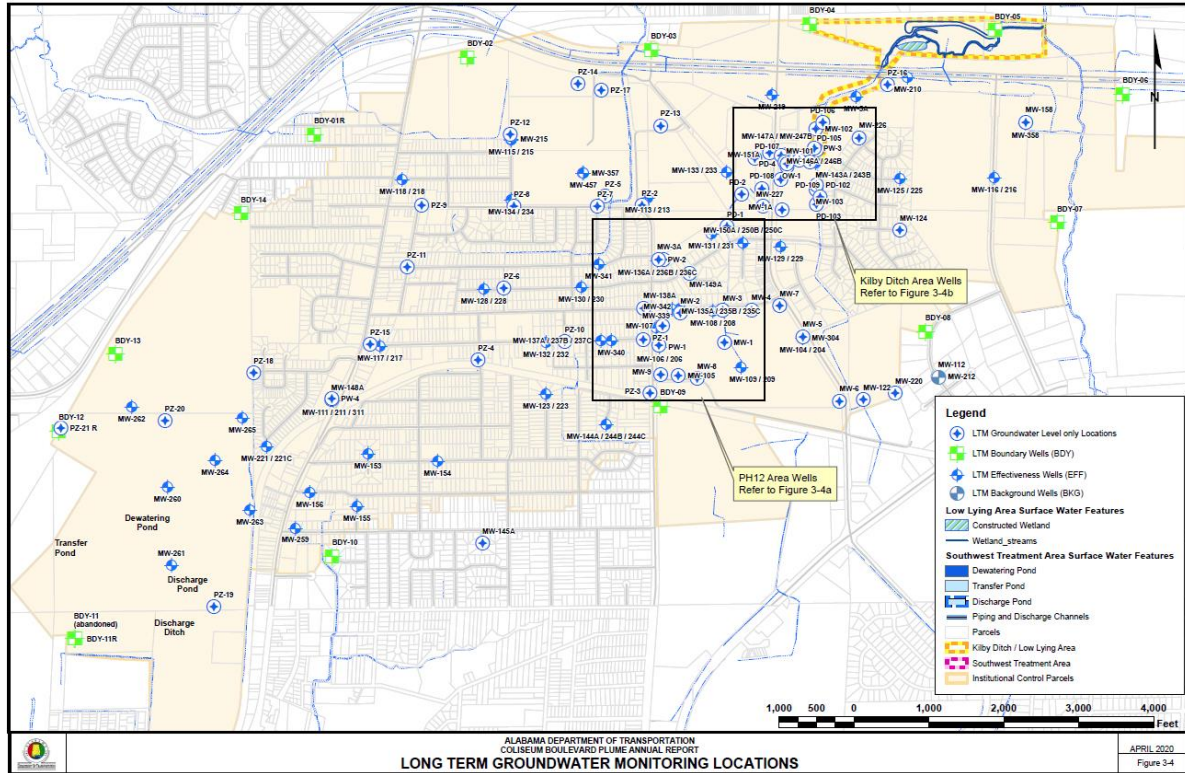 BDY-04
BDY-05
BDY-03
BDY-02
PZ-14
PZ-17
PZ-16
MW-210
BDY-06
N
MW-219
MW-3A
PZ-13
PD-106
MW-102
MW-226
MW-158
MW-358
BDY-01R
PZ-12
MW-215
MW-115 / 215
MW-147A / MW-247B
PD-105
PD-107
MW-101
PW-3
MW-151A
PD-4
MW-146A / 246B
MW-133 / 233
MW-357
MW-457
PZ-5
PD-108
OW-1
MW-143A / 243B
MW-125 / 225
MW-116 / 216
MW-118 / 218
PZ-8
PZ-7
PZ-2
PD-2
PD-109
PD-102
MW-227
MW-103
BDY-14
PZ-9
MW-134 / 234
MW-113 / 213
MW-1A
PD-103
PD-1
BDY-07
MW-124
MW-150A / 250B / 250C
MW-131 / 231
MW-129 / 229
MW-3A
PW-2
PZ-11
MW-341
MW-136A / 236B / 236C
MW-149A
Kilby Ditch Area Wells
Refer to Figure 3-4b
PZ-6
MW-128 / 228
MW-130 / 230
MW-138A
MW-342
MW-2
MW-3
MW-4
MW-7
MW-339
MW-135A / 235B / 235C
MW-107
MW-108 / 208
BDY-08
PZ-15
MW-117 / 217
PZ-10
MW-137A / 237B / 237C
MW-132 / 232
MW-340
PZ-1
PW-1
MW-1
MW-5
MW-304
MW-104 / 204
BDY-13
PZ-18
PZ-4
MW-106 / 206
MW-8
MW-9
MW-105
MW-109 / 209
MW-112
MW-212
MW-148A
PW-4
MW-111 / 211 / 311
MW-123 / 223
PZ-3
BDY-09
MW-6
MW-122
MW-220
BDY-12
PZ-21 R
MW-262
PZ-20
MW-265
MW-144A / 244B / 244C
MW-221 / 221C
MW-264
MW-153
MW-154
MW-260
PH12 Area Wells
Refer to Figure 3-4a
MW-156
MW-155
MW-263
Dewatering
Pond
MW-259
Transfer
Pond
MW-145A
BDY-10
MW-261
Discharge
Pond
PZ-19
BDY-11
(abandoned)
BDY-11R
Discharge
Ditch
Legend
LTM Groundwater Level only Locations
LTM Boundary Wells (BDY)
LTM Effectiveness Wells (EFF)
LTM Background Wells (BKG)
Low Lying Area Surface Water Features
Constructed Wetland
Wetland_streams
Southwest Treatment Area Surface Water Features
Dewatering Pond
Transfer Pond
Discharge Pond
Piping and Discharge Channels
Parcels
Kilby Ditch / Low Lying Area
Southwest Treatment Area
Institutional Control Parcels
1,000 500 0 1,000 2,000 3,000 4,000
Feet
ALABAMA DEPARTMENT OF TRANSPORTATION
COLISEUM BOULEVARD PLUME ANNUAL REPORT
LONG TERM GROUNDWATER MONITORING LOCATIONS
APRIL 2020
Figure 3-4